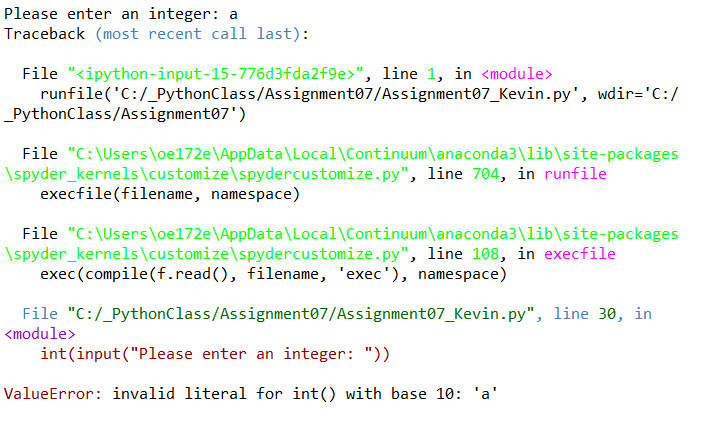 Please enter an integer: a
Traceback (most recent call last):
File "<ipython-input-15-776d3fda2f9e>", line 1, in <module>
runfile('C:/_PythonClass/Assignment07/Assignment07_Kevin.py', wdir='C:/
_PythonClass/Assignment07')
File "C:\Users\oe172e\AppData\Local\Continuum\anaconda3\lib\site-packages
\spyder_kernels\customize\spydercustomize.py", line 704, in runfile
execfile(filename, namespace)
File "C:\Users\oe172e\AppData\Local\Continuum\anaconda3\lib\site-packages
\spyder_kernels\customize\spydercustomize.py", line 108, in execfile
exec(compile(f.read(), filename, 'exec'), namespace)
File "C:/_PythonClass/Assignment07/Assignment07_Kevin.py", line 30, in
<module>
int(input("Please enter an integer: "))
ValueError: invalid literal for int() with base 10: 'a'